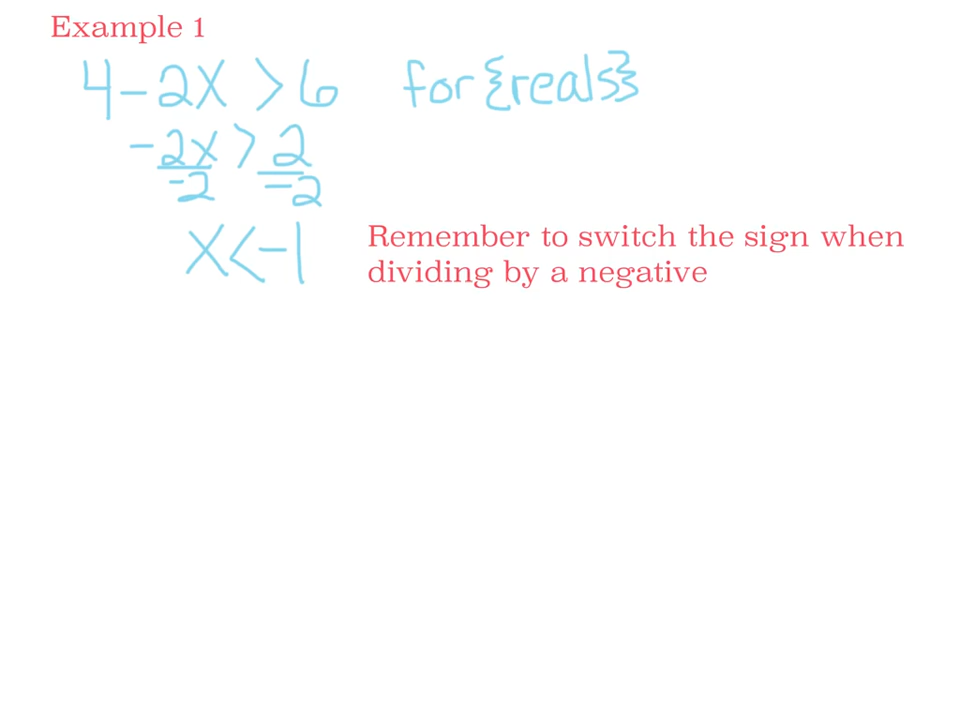 Example 1
4 - 2x > 6 for {reals}
-2x > 2
-2 -2
x < -1
Remember to switch the sign when
dividing by a negative